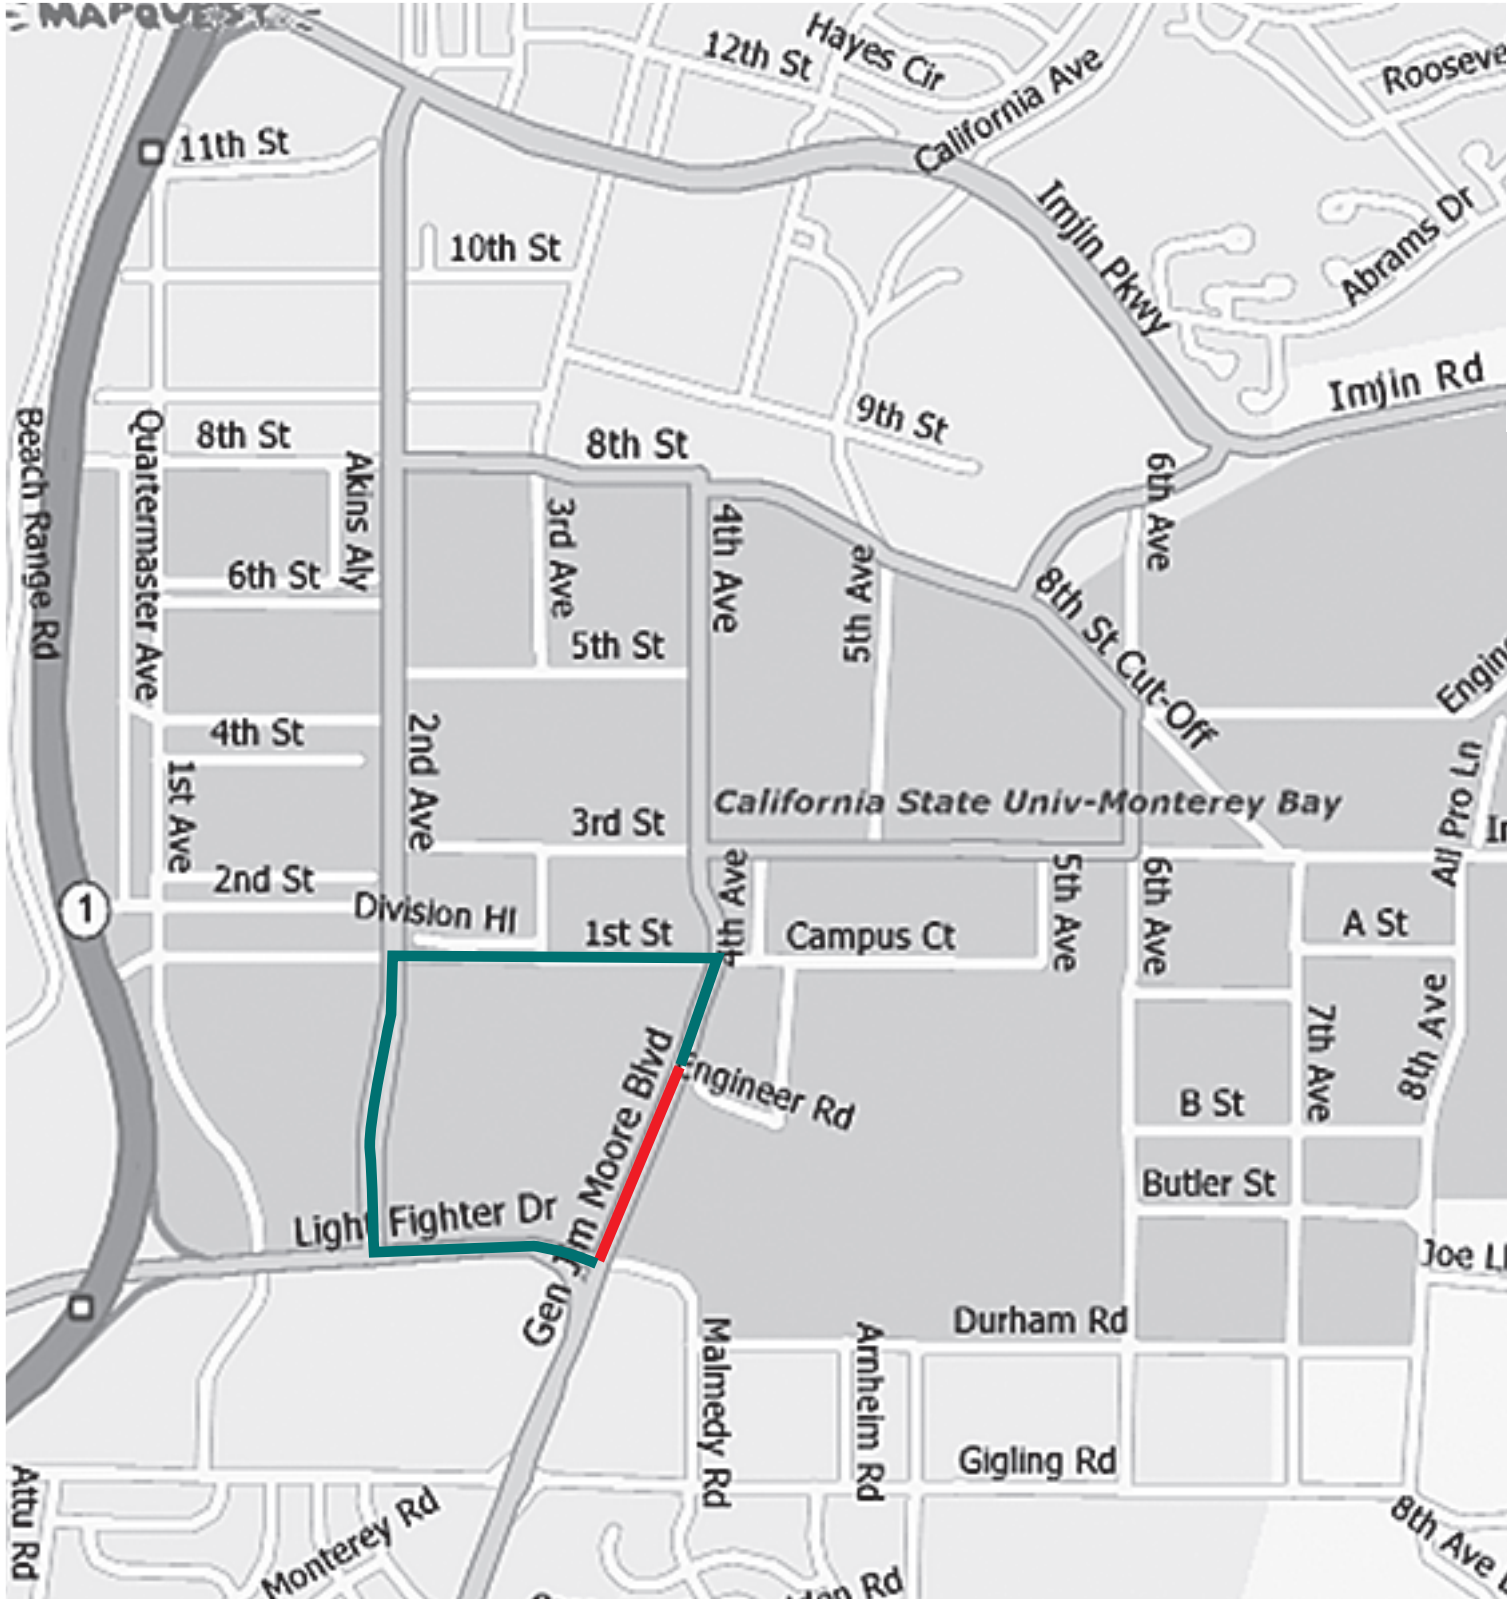 MAPQUEST
12th St
Hayes Cir
California Ave
11th St
10th St
Imjin Pkwy
Abrams Dr
Imjin Rd
Beach Range Rd
Quartermaster Ave
8th St
Akins Aly
8th St
9th St
6th Ave
3rd Ave
4th Ave
5th Ave
8th St Cut-Off
6th St
5th St
4th St
2nd Ave
1st Ave
3rd St
California State Univ-Monterey Bay
All Pro Ln
2nd St
1
Division Hl
1st St
4th Ave
Campus Ct
5th Ave
6th Ave
A St
7th Ave
8th Ave
Gen Jim Moore Blvd
Engineer Rd
B St
Butler St
Light Fighter Dr
Durham Rd
Malmedy Rd
Arnheim Rd
Gigling Rd
Attu Rd
Monterey Rd
8th Ave
Rd